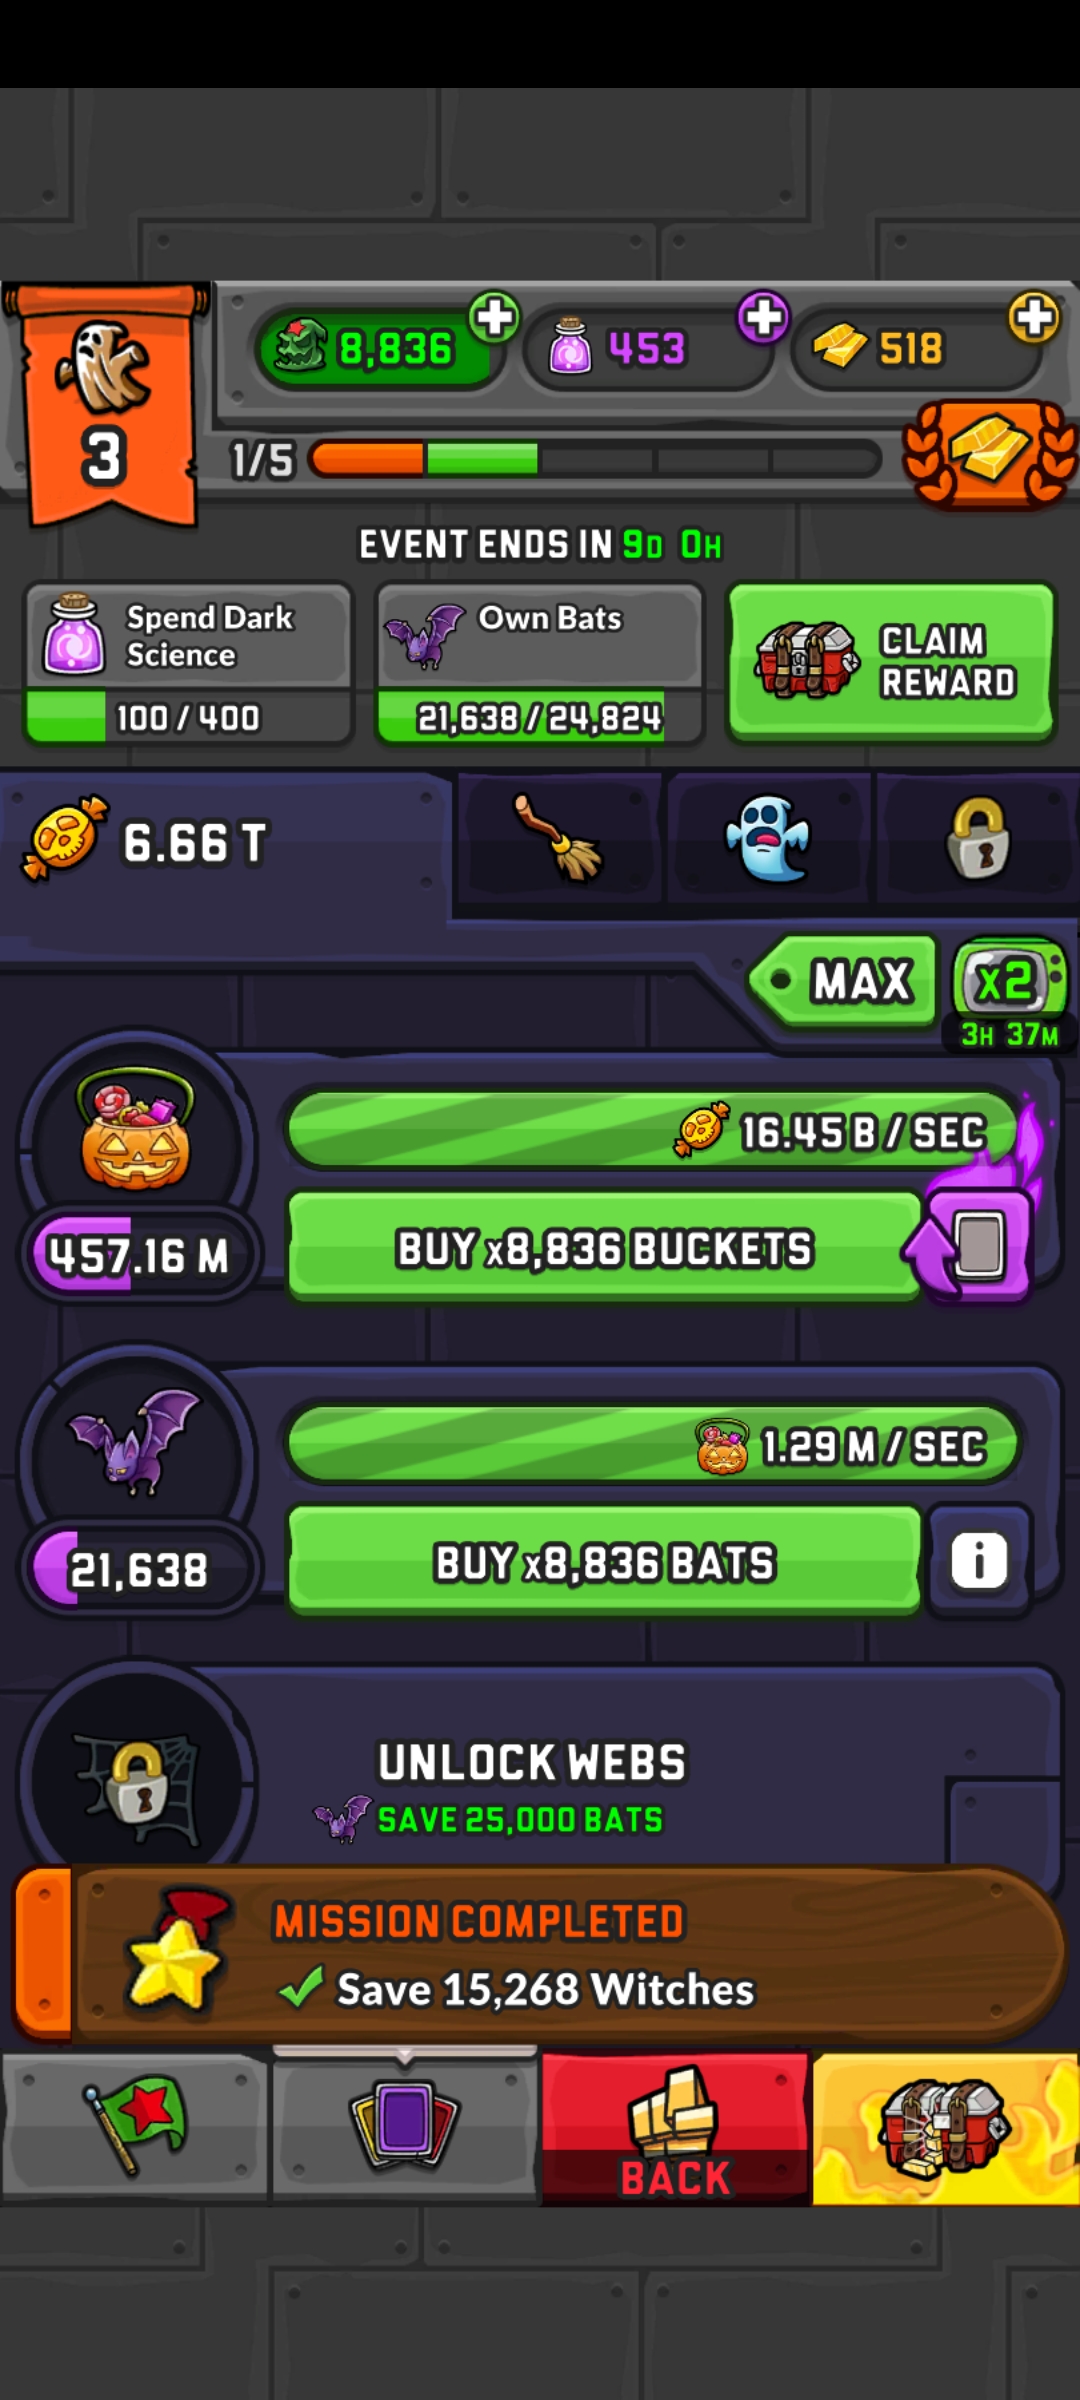 8,836
453
518
3
1/5
EVENT ENDS IN 9D 0H
Spend Dark
Science
100 / 400
Own Bats
21,638 / 24,824
CLAIM
REWARD
6.66 T
MAX
x2
3H 37M
16.45 B / SEC
457.16 M
BUY x8,836 BUCKETS
1.29 M / SEC
21,638
BUY x8,836 BATS
i
UNLOCK WEBS
SAVE 25,000 BATS
MISSION COMPLETED
Save 15,268 Witches
BACK